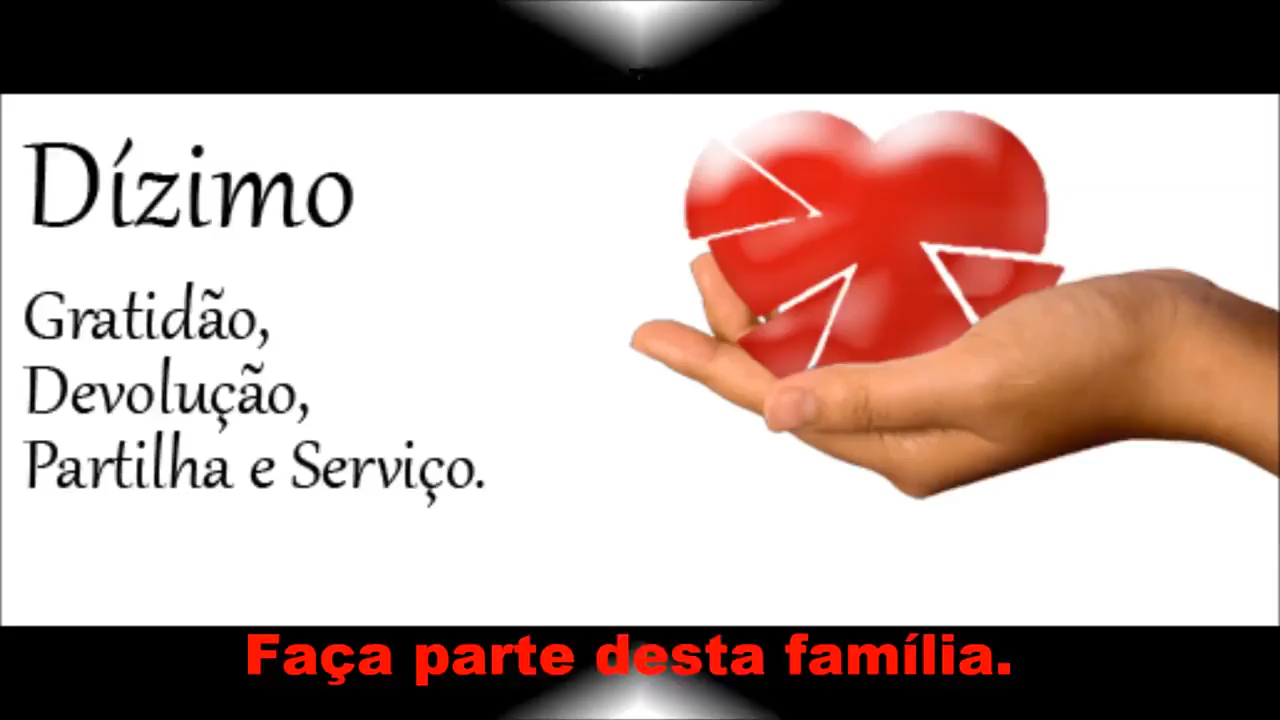 Dízimo
Gratidão,
Devolução,
Partilha e Serviço.
Faça parte desta família.